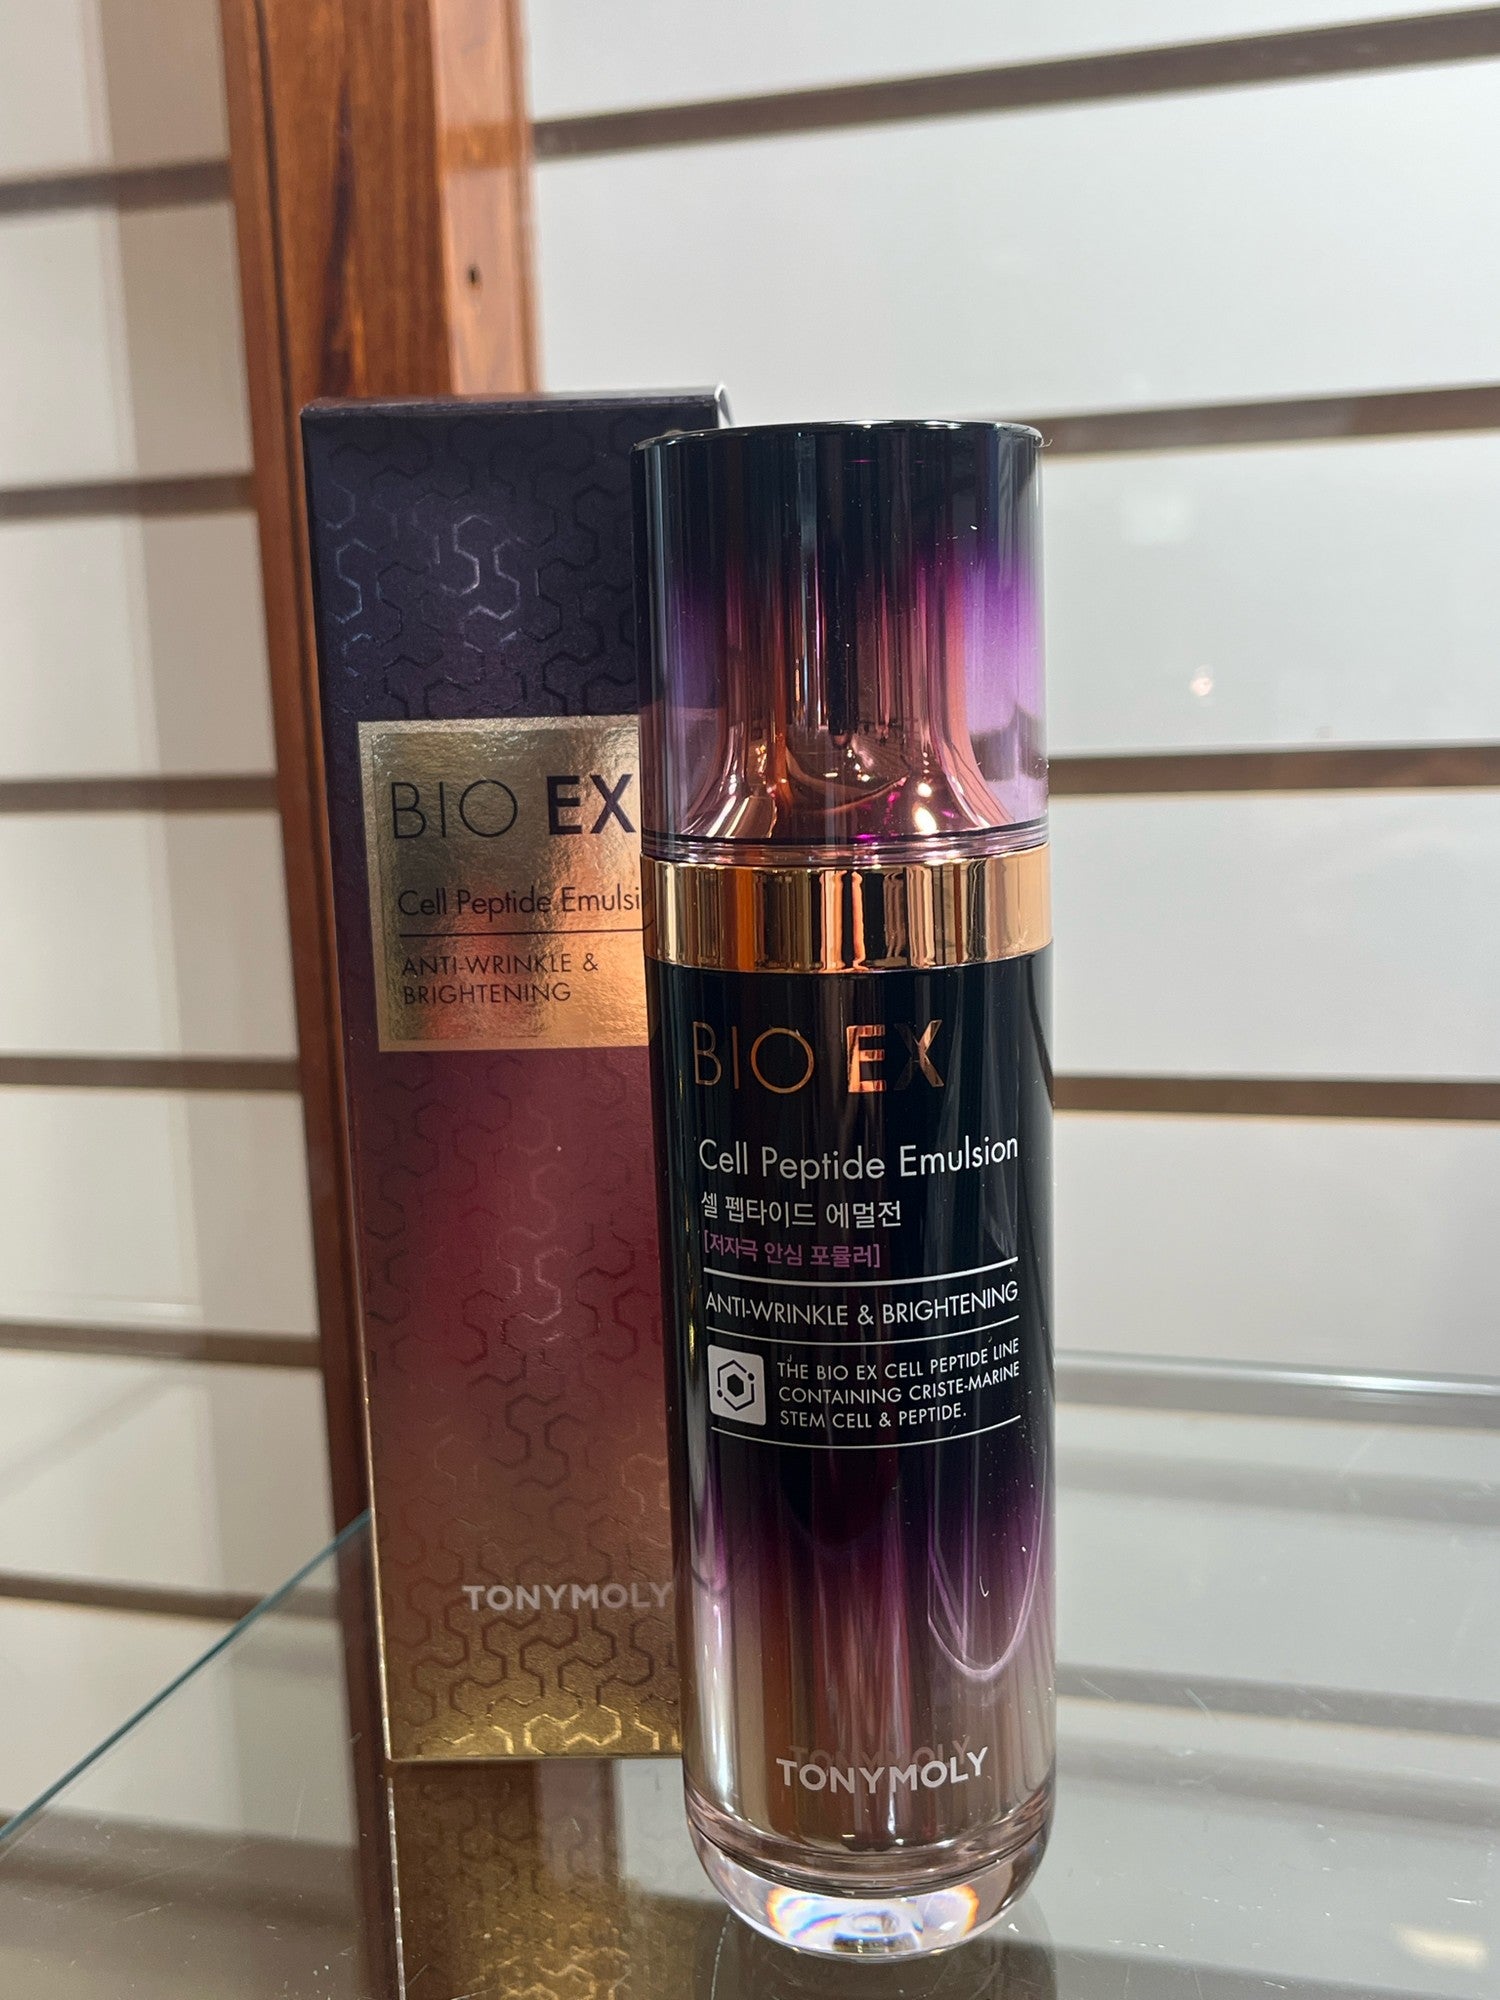 BIO EX
Cell Peptide Emulsi
ANTI-WRINKLE &
BRIGHTENING
TONYMOLY
BIO EX
Cell Peptide Emulsion
셀 펩타이드 에멀전
[저자극 안심 포뮬러]
ANTI-WRINKLE & BRIGHTENING
THE BIO EX CELL PEPTIDE LINE
CONTAINING CRISTE-MARINE
STEM CELL & PEPTIDE.
TONYMOLY